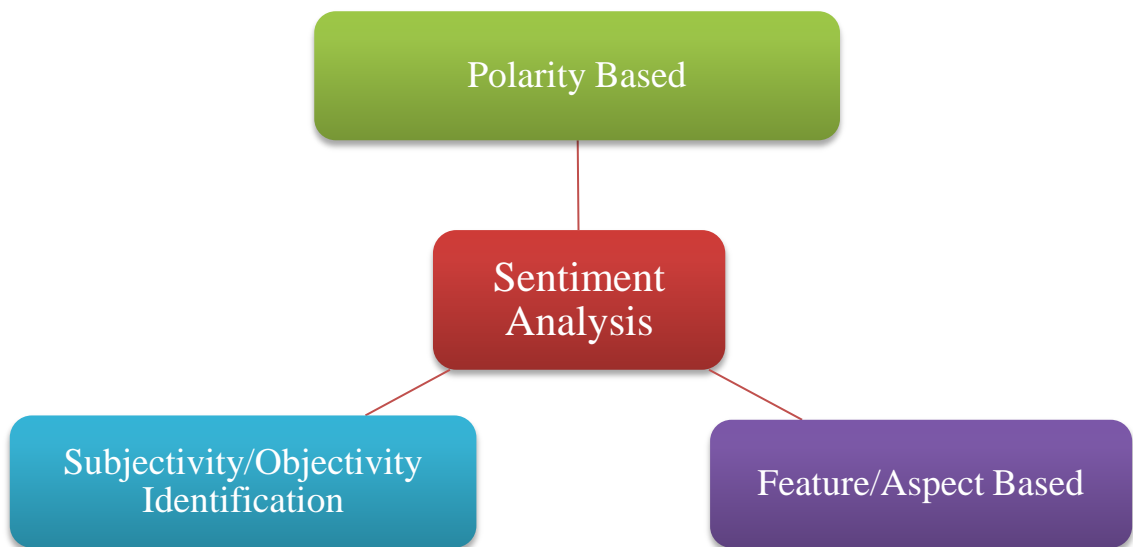 Polarity Based
Sentiment
Analysis
Subjectivity/Objectivity
Identification
Feature/Aspect Based